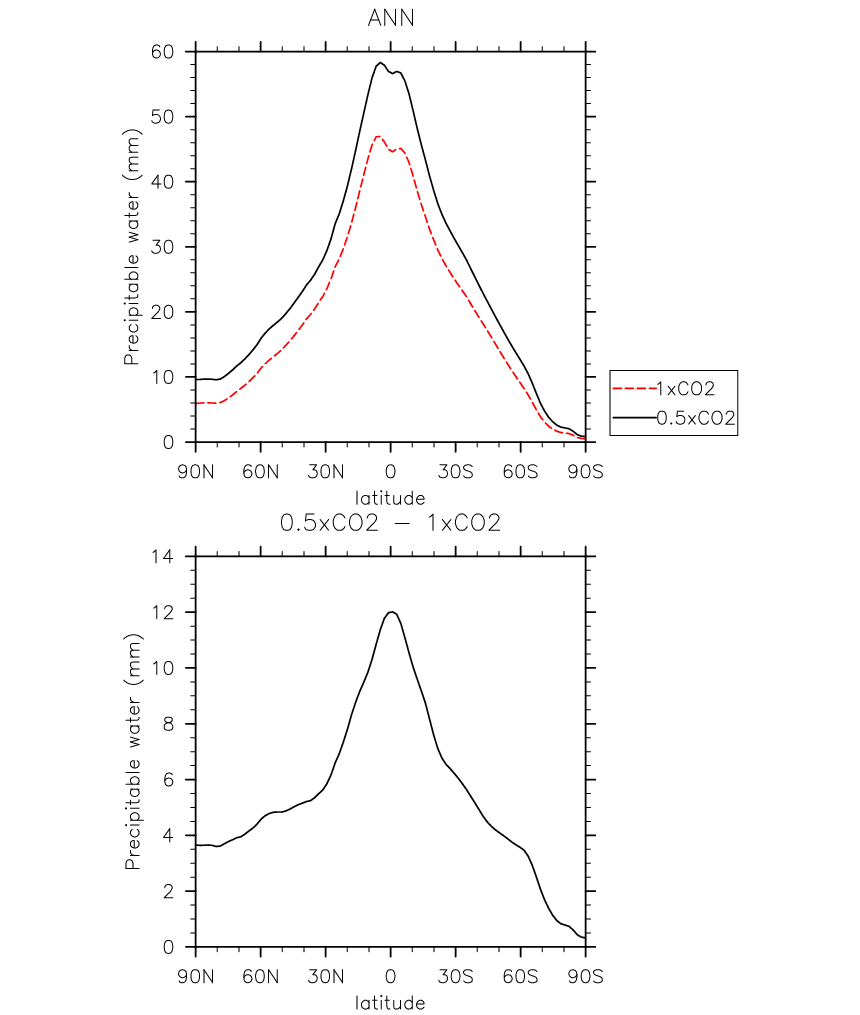 ANN
60
50
40
30
20
10
0
Precipitable water (mm)
90N 60N 30N 0 30S 60S 90S
latitude
1xCO2
0.5xCO2
0.5xCO2 − 1xCO2
14
12
10
8
6
4
2
0
Precipitable water (mm)
90N 60N 30N 0 30S 60S 90S
latitude